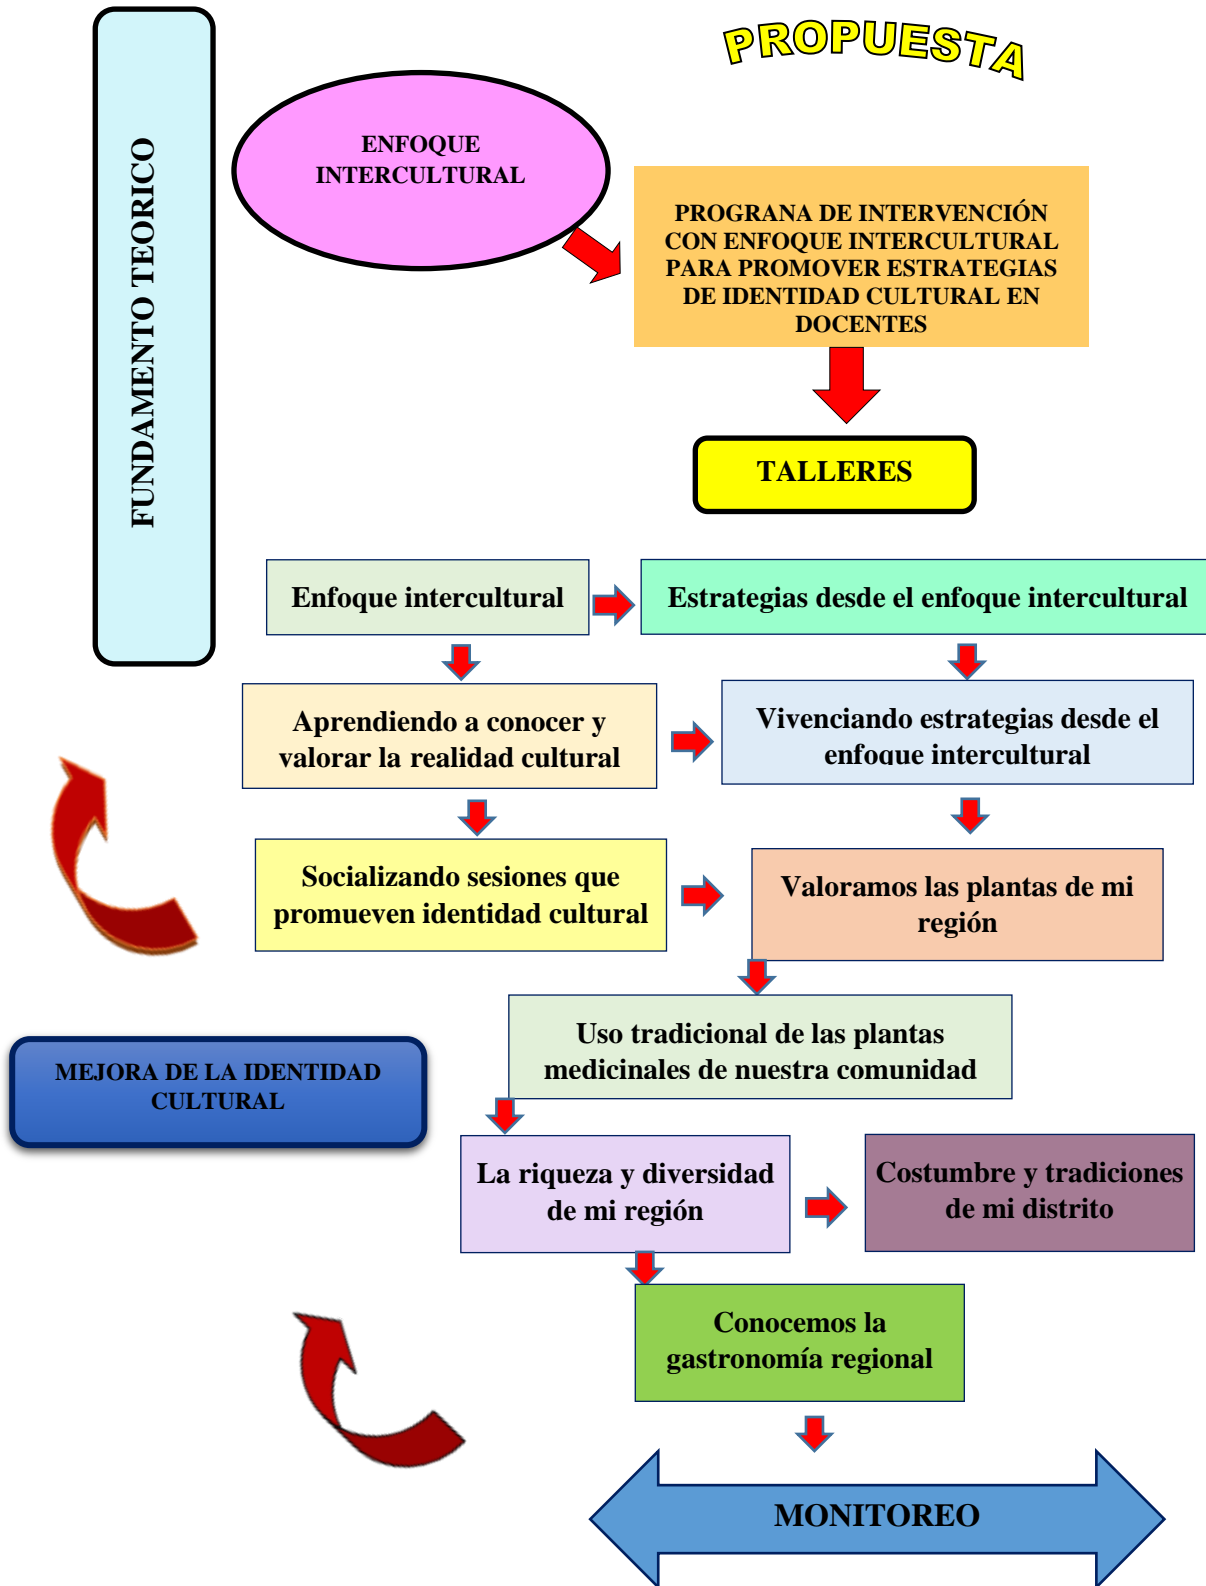 PROPUESTA
FUNDAMENTO TEORICO
ENFOQUE
INTERCULTURAL
PROGRANA DE INTERVENCIÓN
CON ENFOQUE INTERCULTURAL
PARA PROMOVER ESTRATEGIAS
DE IDENTIDAD CULTURAL EN
DOCENTES
TALLERES
Enfoque intercultural
Estrategias desde el enfoque intercultural
Aprendiendo a conocer y
valorar la realidad cultural
Vivenciando estrategias desde el
enfoque intercultural
Socializando sesiones que
promueven identidad cultural
Valoramos las plantas de mi
región
Uso tradicional de las plantas
medicinales de nuestra comunidad
MEJORA DE LA IDENTIDAD
CULTURAL
La riqueza y diversidad
de mi región
Costumbre y tradiciones
de mi distrito
Conocemos la
gastronomía regional
MONITOREO